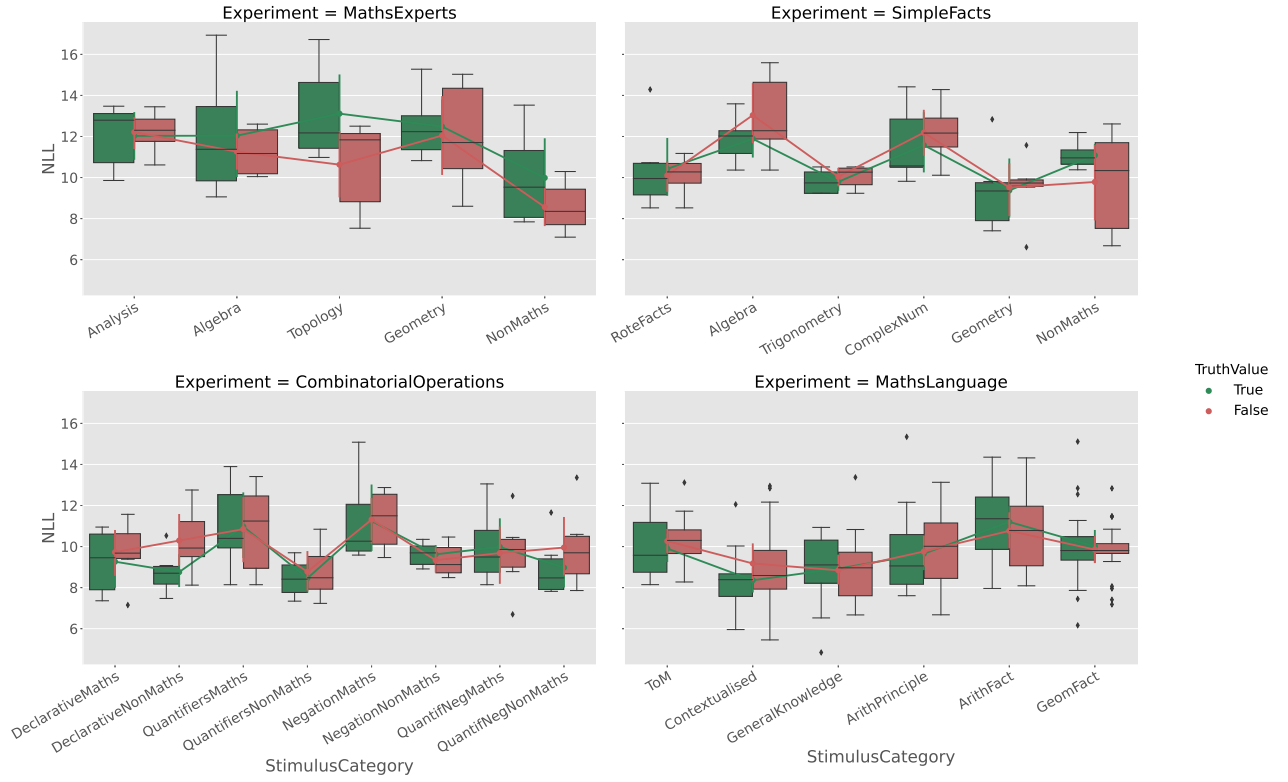 Experiment = MathsExperts
Experiment = SimpleFacts
NLL
16
14
12
10
8
6
Analysis
Algebra
Topology
Geometry
NonMaths
RoteFacts
Algebra
Trigonometry
ComplexNum
Geometry
NonMaths
Experiment = CombinatorialOperations
Experiment = MathsLanguage
TruthValue
True
False
NLL
16
14
12
10
8
6
DeclarativeMaths
DeclarativeNonMaths
QuantifiersMaths
QuantifiersNonMaths
NegationMaths
NegationNonMaths
QuantifNegMaths
QuantifNegNonMaths
ToM
Contextualised
GeneralKnowledge
ArithPrinciple
ArithFact
GeomFact
StimulusCategory
StimulusCategory